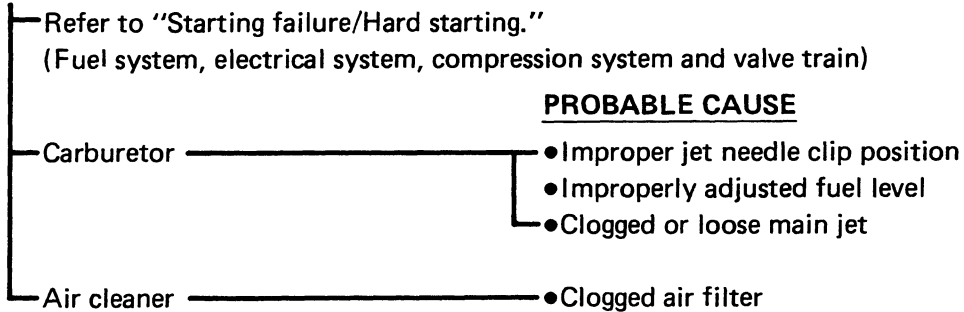 Refer to "Starting failure/Hard starting."
(Fuel system, electrical system, compression system and valve train)
PROBABLE CAUSE
Carburetor
●Improper jet needle clip position
●Improperly adjusted fuel level
●Clogged or loose main jet
Air cleaner
●Clogged air filter